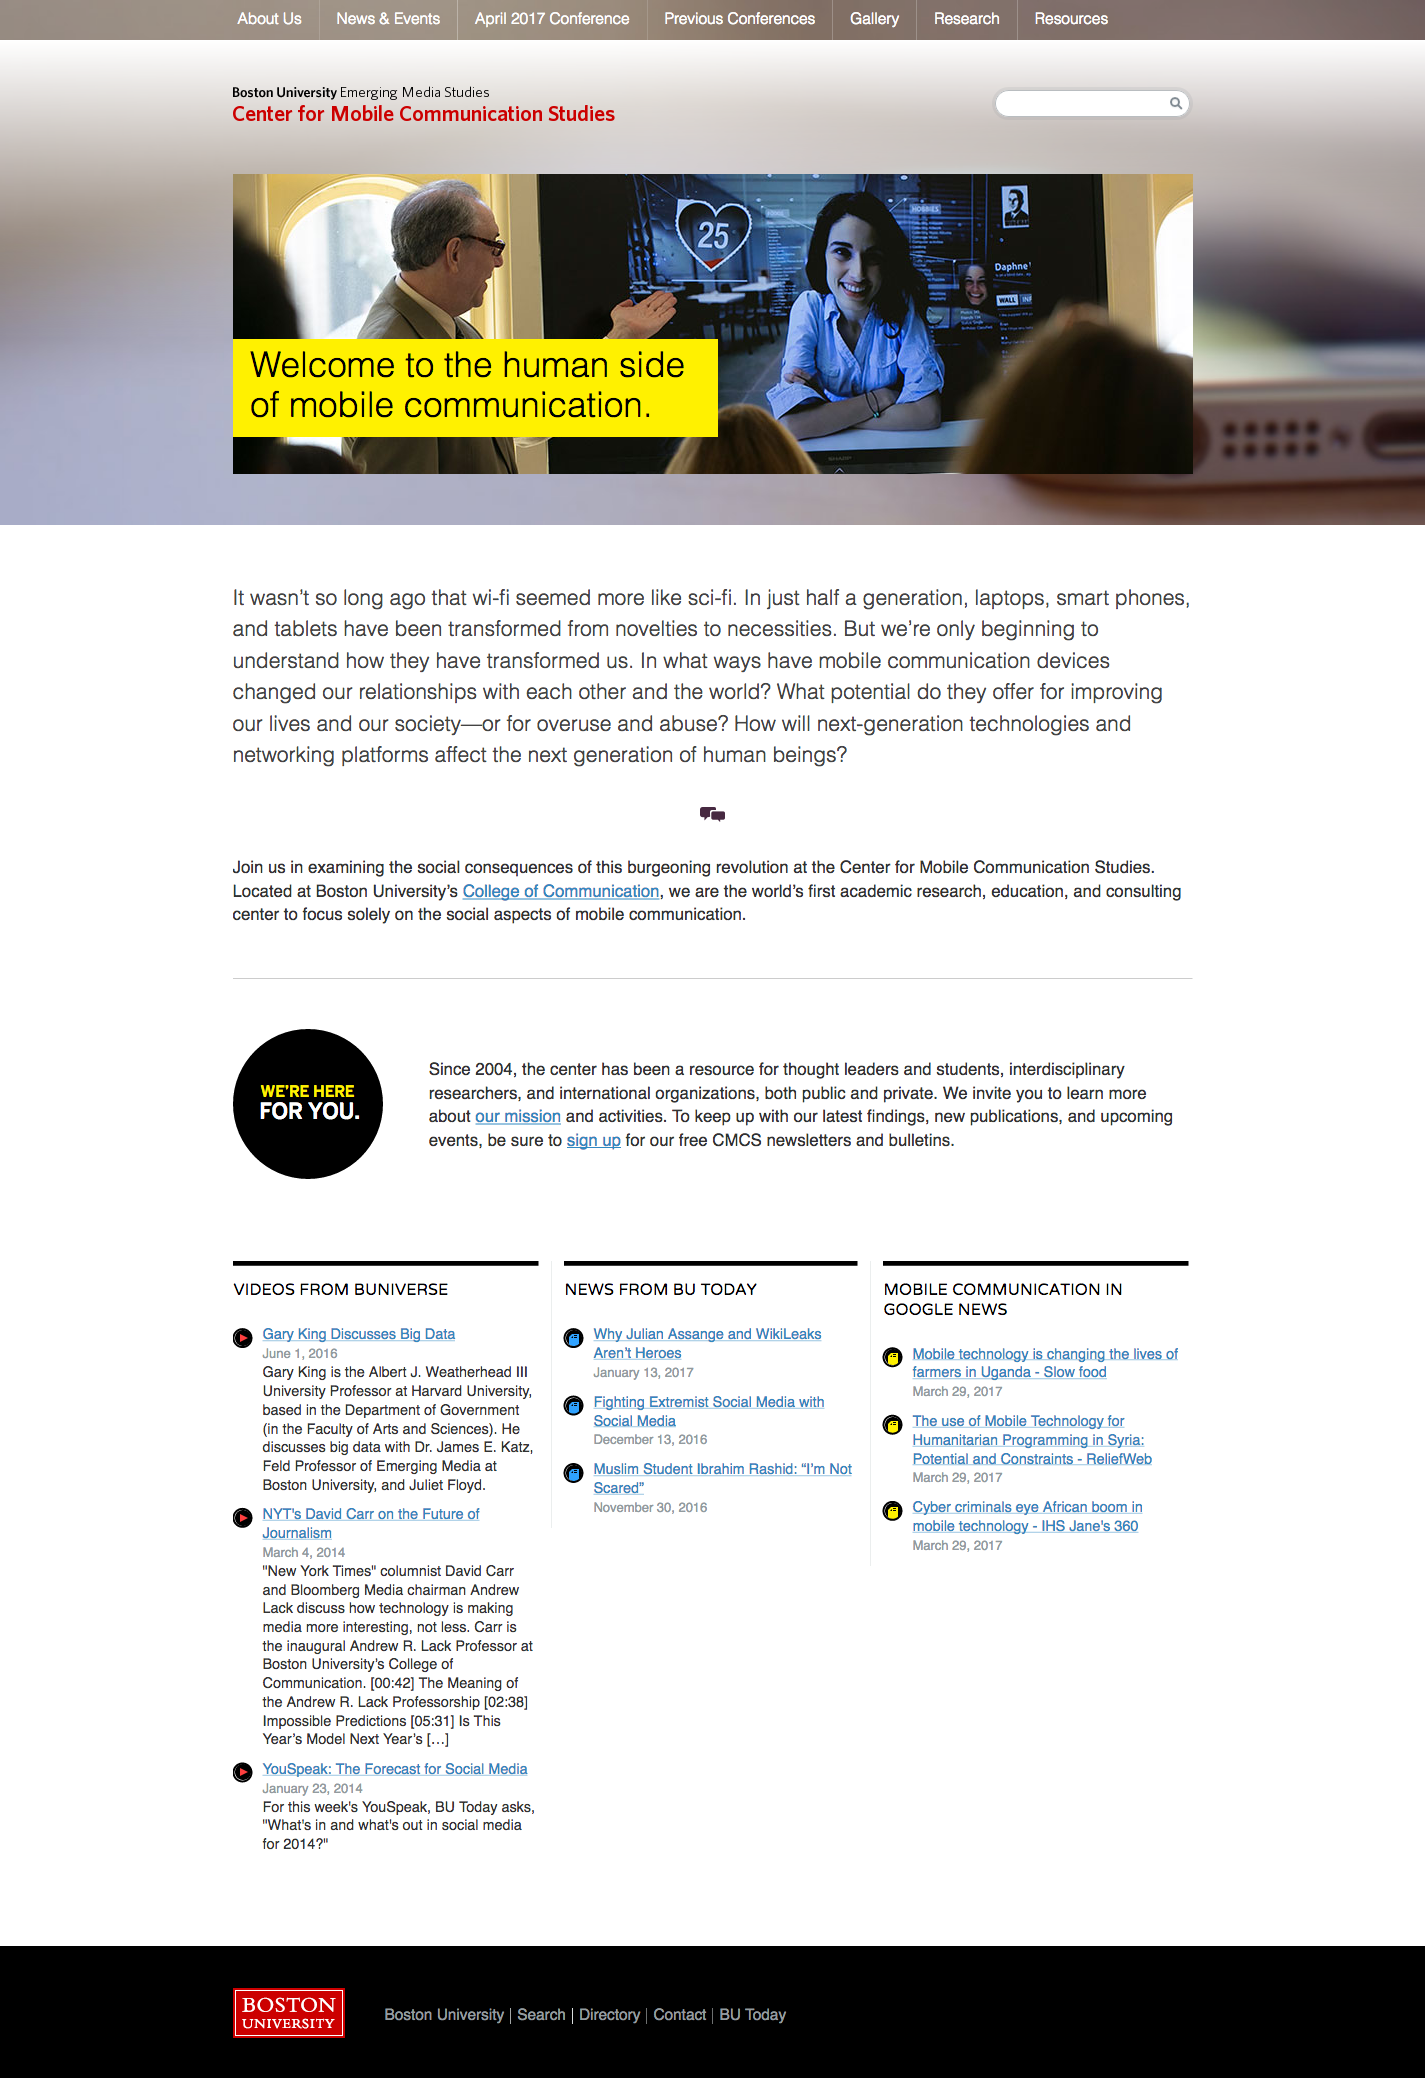 About Us
News & Events
April 2017 Conference
Previous Conferences
Gallery
Research
Resources
Boston University Emerging Media Studies
Center for Mobile Communication Studies
25
HOBBIES
Daphne
WALL
Welcome to the human side
of mobile communication.
It wasn’t so long ago that wi-fi seemed more like sci-fi. In just half a generation, laptops, smart phones,
and tablets have been transformed from novelties to necessities. But we’re only beginning to
understand how they have transformed us. In what ways have mobile communication devices
changed our relationships with each other and the world? What potential do they offer for improving
our lives and our society—or for overuse and abuse? How will next-generation technologies and
networking platforms affect the next generation of human beings?
Join us in examining the social consequences of this burgeoning revolution at the Center for Mobile Communication Studies.
Located at Boston University’s College of Communication, we are the world’s first academic research, education, and consulting
center to focus solely on the social aspects of mobile communication.
WE’RE HERE
FOR YOU.
Since 2004, the center has been a resource for thought leaders and students, interdisciplinary
researchers, and international organizations, both public and private. We invite you to learn more
about our mission and activities. To keep up with our latest findings, new publications, and upcoming
events, be sure to sign up for our free CMCS newsletters and bulletins.
VIDEOS FROM BUNIVERSE
Gary King Discusses Big Data
June 1, 2016
Gary King is the Albert J. Weatherhead III
University Professor at Harvard University,
based in the Department of Government
(in the Faculty of Arts and Sciences). He
discusses big data with Dr. James E. Katz,
Feld Professor of Emerging Media at
Boston University, and Juliet Floyd.
NYT’s David Carr on the Future of
Journalism
March 4, 2014
"New York Times" columnist David Carr
and Bloomberg Media chairman Andrew
Lack discuss how technology is making
media more interesting, not less. Carr is
the inaugural Andrew R. Lack Professor at
Boston University’s College of
Communication. [00:42] The Meaning of
the Andrew R. Lack Professorship [02:38]
Impossible Predictions [05:31] Is This
Year’s Model Next Year’s […]
YouSpeak: The Forecast for Social Media
January 23, 2014
For this week's YouSpeak, BU Today asks,
"What's in and what's out in social media
for 2014?"
NEWS FROM BU TODAY
Why Julian Assange and WikiLeaks
Aren’t Heroes
January 13, 2017
Fighting Extremist Social Media with
Social Media
December 13, 2016
Muslim Student Ibrahim Rashid: “I’m Not
Scared”
November 30, 2016
MOBILE COMMUNICATION IN
GOOGLE NEWS
Mobile technology is changing the lives of
farmers in Uganda - Slow food
March 29, 2017
The use of Mobile Technology for
Humanitarian Programming in Syria:
Potential and Constraints - ReliefWeb
March 29, 2017
Cyber criminals eye African boom in
mobile technology - IHS Jane’s 360
March 29, 2017
BOSTON
UNIVERSITY
Boston University | Search | Directory | Contact | BU Today